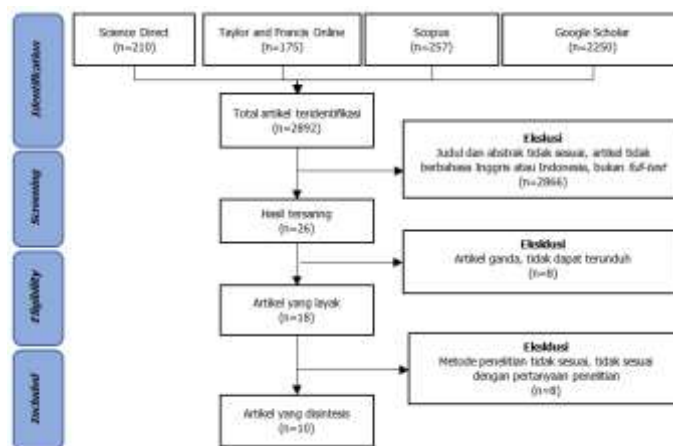 Science Direct
(n=210)
Taylor and Francis Online
(n=175)
Scopus
(n=257)
Google Scholar
(n=2250)
Identification
Total artikel teridentifikasi
(n=2892)
Ekslusi
Judul dan abstrak tidak sesuai, artikel tidak
berbahasa Inggris atau Indonesia, bukan full-text
(n=2866)
Screening
Hasil tersaring
(n=26)
Eksklusi
Artikel ganda, tidak dapat terunduh
(n=8)
Eligibility
Artikel yang layak
(n=18)
Eksklusi
Metode penelitian tidak sesuai, tidak sesuai
dengan pertanyaan penelitian
(n=8)
Included
Artikel yang disintesis
(n=10)